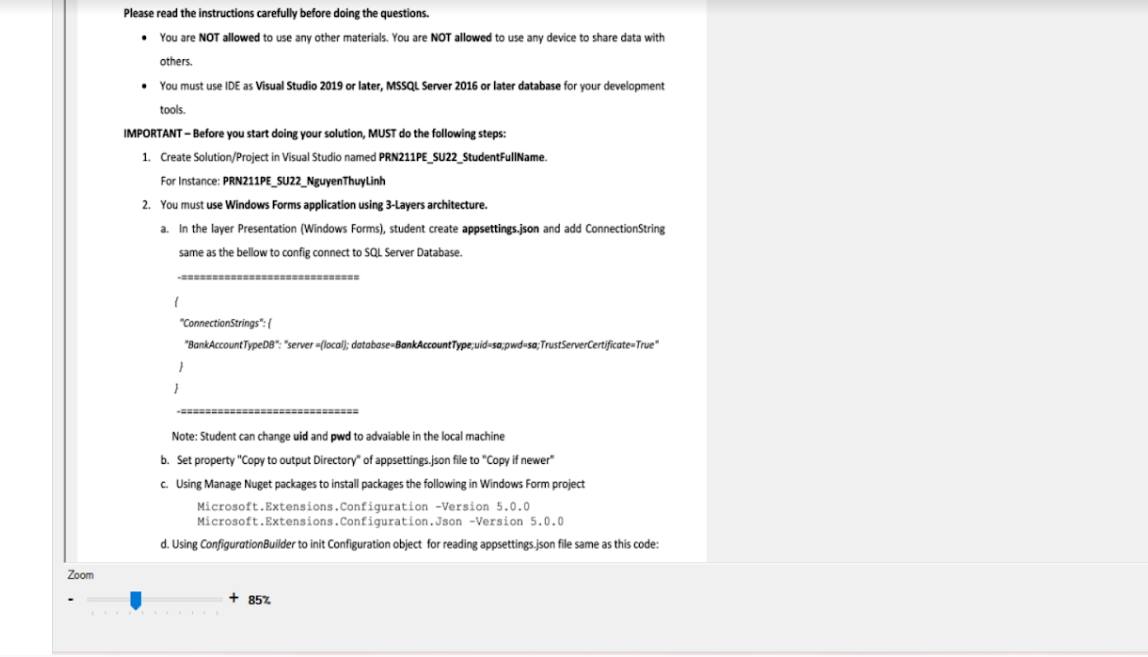 Please read the instructions carefully before doing the questions.
• You are NOT allowed to use any other materials. You are NOT allowed to use any device to share data with
others.
• You must use IDE as Visual Studio 2019 or later, MSSQL Server 2016 or later database for your development
tools.
IMPORTANT – Before you start doing your solution, MUST do the following steps:
1. Create Solution/Project in Visual Studio named PRN211PE_SU22_StudentFullName.
For Instance: PRN211PE_SU22_NguyenThuyLinh
2. You must use Windows Forms application using 3-Layers architecture.
a. In the layer Presentation (Windows Forms), student create appsettings.json and add ConnectionString
same as the bellow to config connect to SQL Server Database.
-=============================
{
"ConnectionStrings": {
"BankAccountTypeDB": "server =(local); database=BankAccountType;uid=sa;pwd=sa;TrustServerCertificate=True"
}
}
-=============================
Note: Student can change uid and pwd to advaiable in the local machine
b. Set property "Copy to output Directory" of appsettings.json file to "Copy if newer"
c. Using Manage Nuget packages to install packages the following in Windows Form project
Microsoft.Extensions.Configuration -Version 5.0.0
Microsoft.Extensions.Configuration.Json -Version 5.0.0
d. Using ConfigurationBuilder to init Configuration object for reading appsettings.json file same as this code:
Zoom
- + 85%